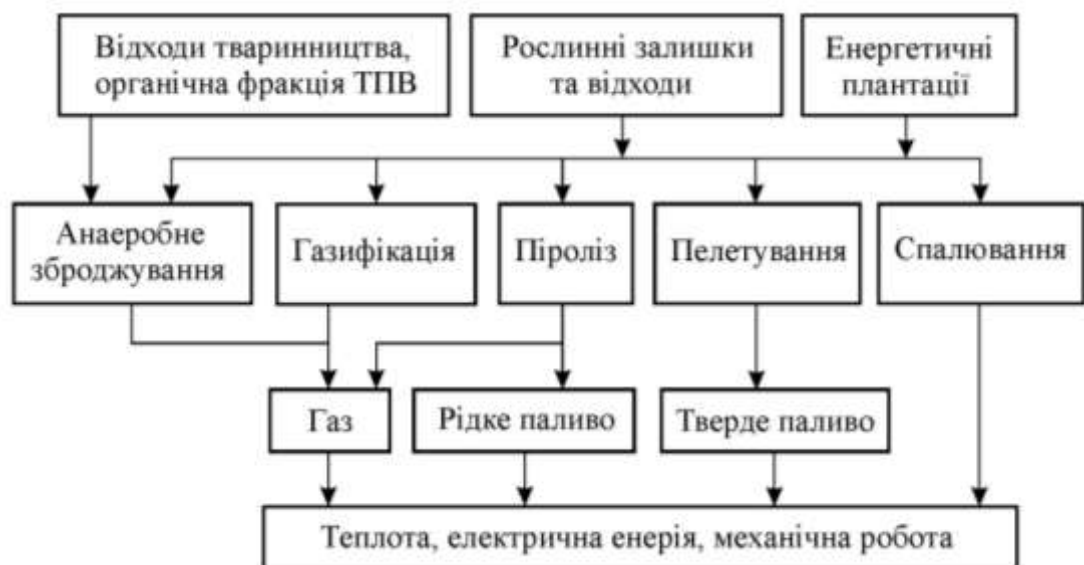 Відходи тваринництва,
органічна фракція ТПВ
Рослинні залишки
та відходи
Енергетичні
плантації
Анаеробне
зброджування
Газифікація
Піроліз
Пелетування
Спалювання
Газ
Рідке паливо
Тверде паливо
Теплота, електрична енерія, механічна робота